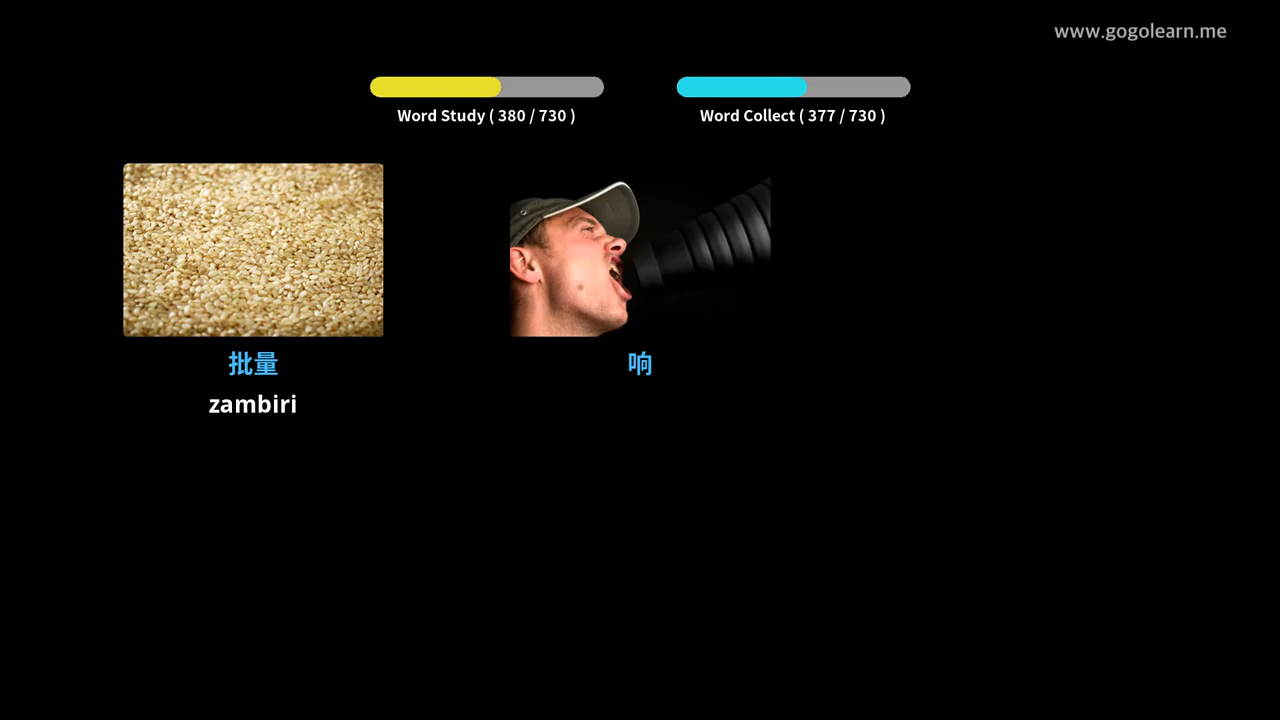 www.gogolearn.me
Word Study ( 380 / 730 )
Word Collect ( 377 / 730 )
批量
响
zambiri